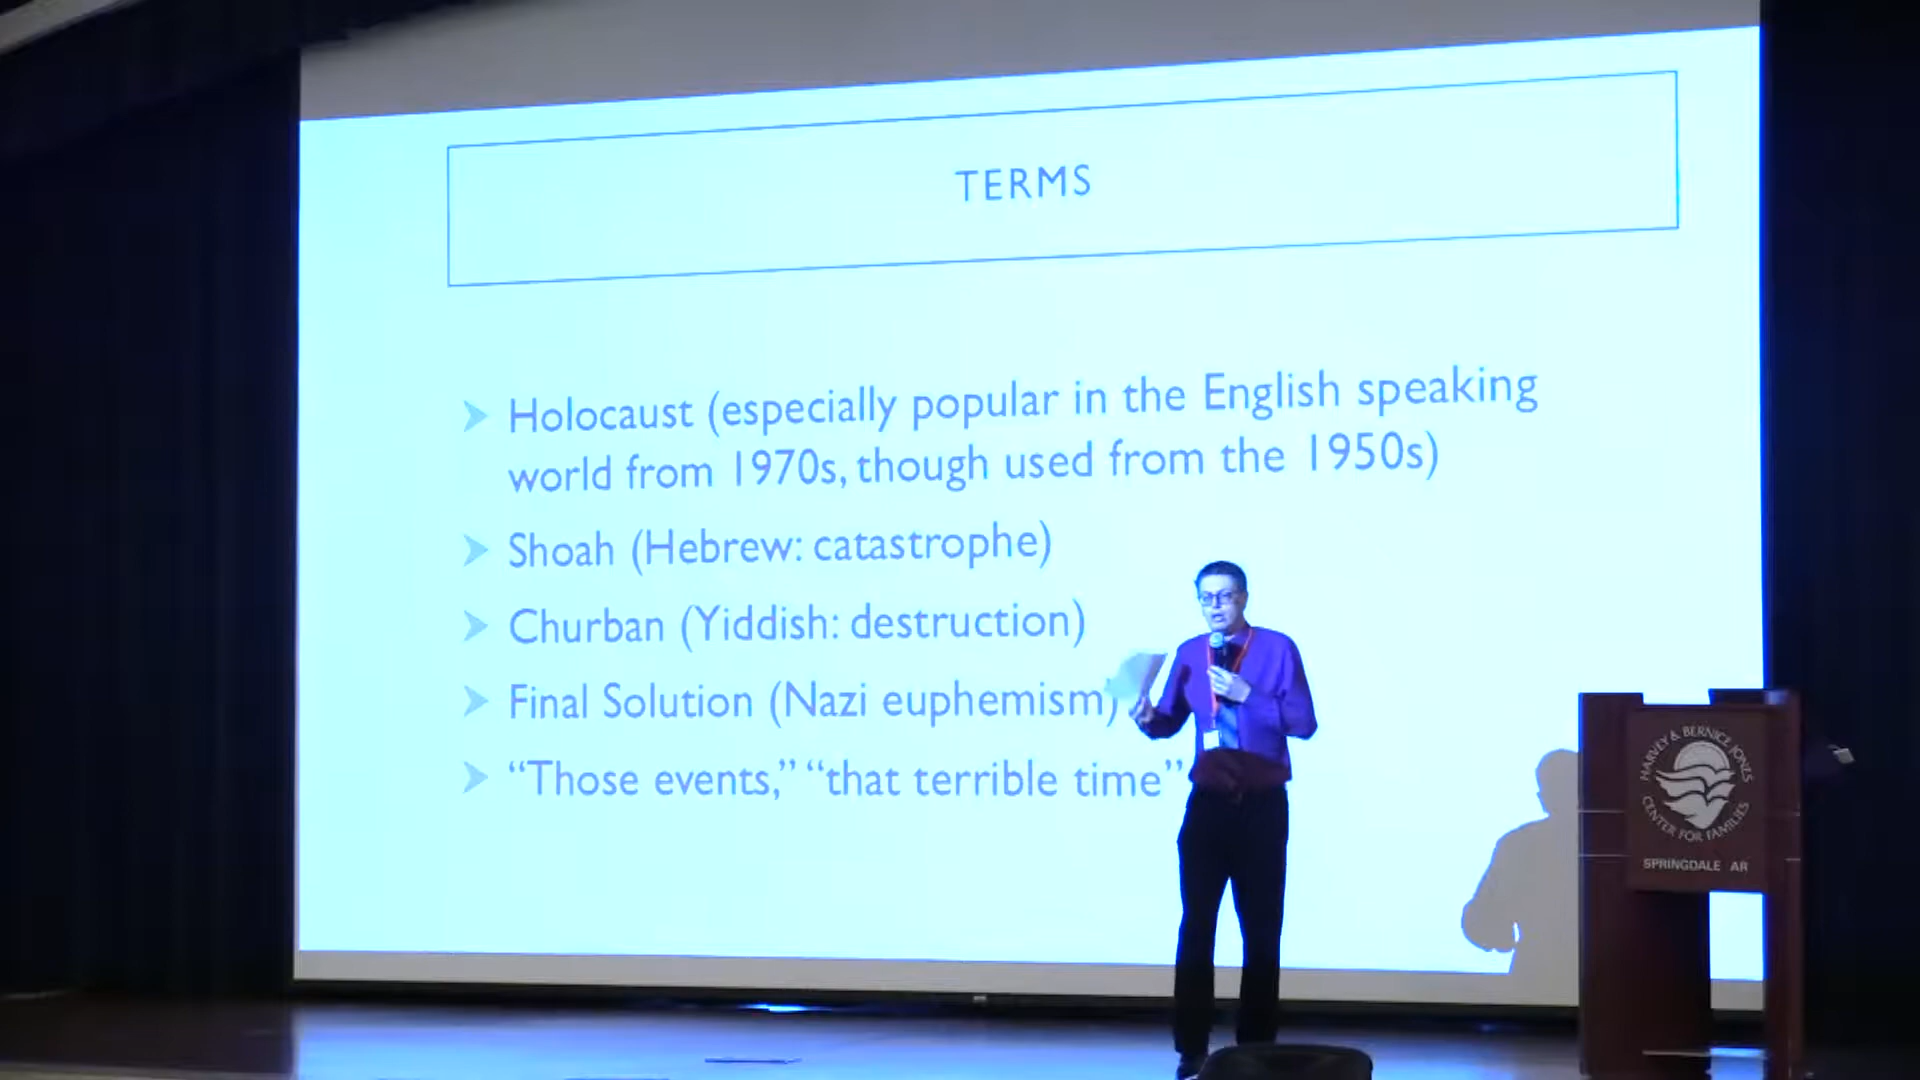 TERMS
Holocaust (especially popular in the English speaking
world from 1970s, though used from the 1950s)
Shoah (Hebrew: catastrophe)
Churban (Yiddish: destruction)
Final Solution (Nazi euphemism)
“Those events,” “that terrible time”
HARVEY & BERNICE JONES
CENTER FOR FAMILIES
SPRINGDALE AR